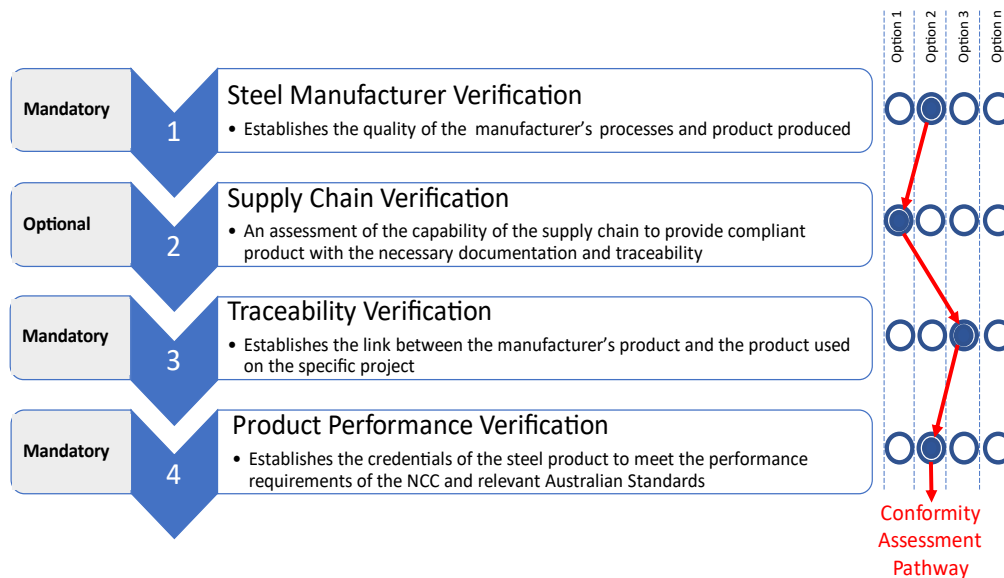 Option 1
Option 2
Option 3
Option n
Mandatory
1
Steel Manufacturer Verification
• Establishes the quality of the manufacturer's processes and product produced
Optional
2
Supply Chain Verification
• An assessment of the capability of the supply chain to provide compliant
product with the necessary documentation and traceability
Mandatory
3
Traceability Verification
• Establishes the link between the manufacturer's product and the product used
on the specific project
Mandatory
4
Product Performance Verification
• Establishes the credentials of the steel product to meet the performance
requirements of the NCC and relevant Australian Standards
Conformity
Assessment
Pathway